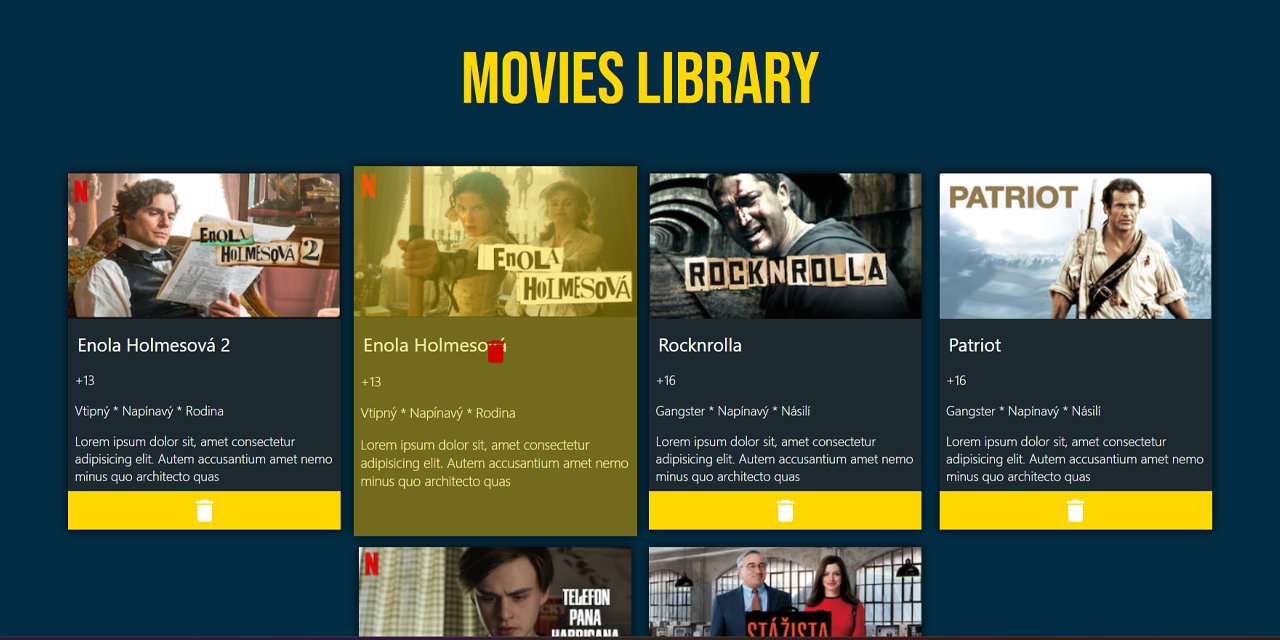 MOVIES LIBRARY
N
ENOLA
HOLMESOVÁ 2
Enola Holmesová 2
+13
Vtipný * Napínavý * Rodina
Lorem ipsum dolor sit, amet consectetur
adipisicing elit. Autem accusantium amet nemo
minus quo architecto quas
N
ENOLA
HOLMESOVÁ
Enola Holmesová
+13
Vtipný * Napínavý * Rodina
Lorem ipsum dolor sit, amet consectetur
adipisicing elit. Autem accusantium amet nemo
minus quo architecto quas
ROCKNROLLA
Rocknrolla
+16
Gangster * Napínavý * Násilí
Lorem ipsum dolor sit, amet consectetur
adipisicing elit. Autem accusantium amet nemo
minus quo architecto quas
PATRIOT
Patriot
+16
Gangster * Napínavý * Násilí
Lorem ipsum dolor sit, amet consectetur
adipisicing elit. Autem accusantium amet nemo
minus quo architecto quas
N
TELEFON
PANA
HARRIGANA
STÁŽISTA